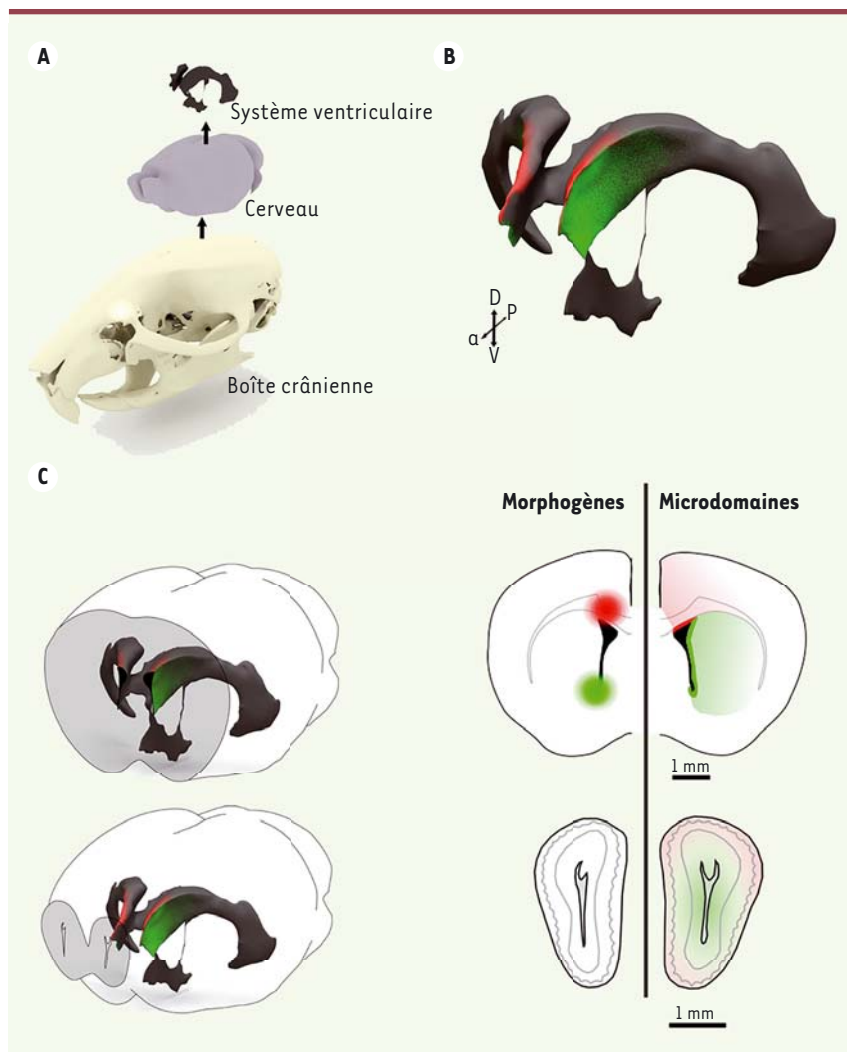 A
Système ventriculaire
Cerveau
Boîte crânienne
B
D
P
a
V
C
Morphogènes
Microdomaines
1 mm
1 mm